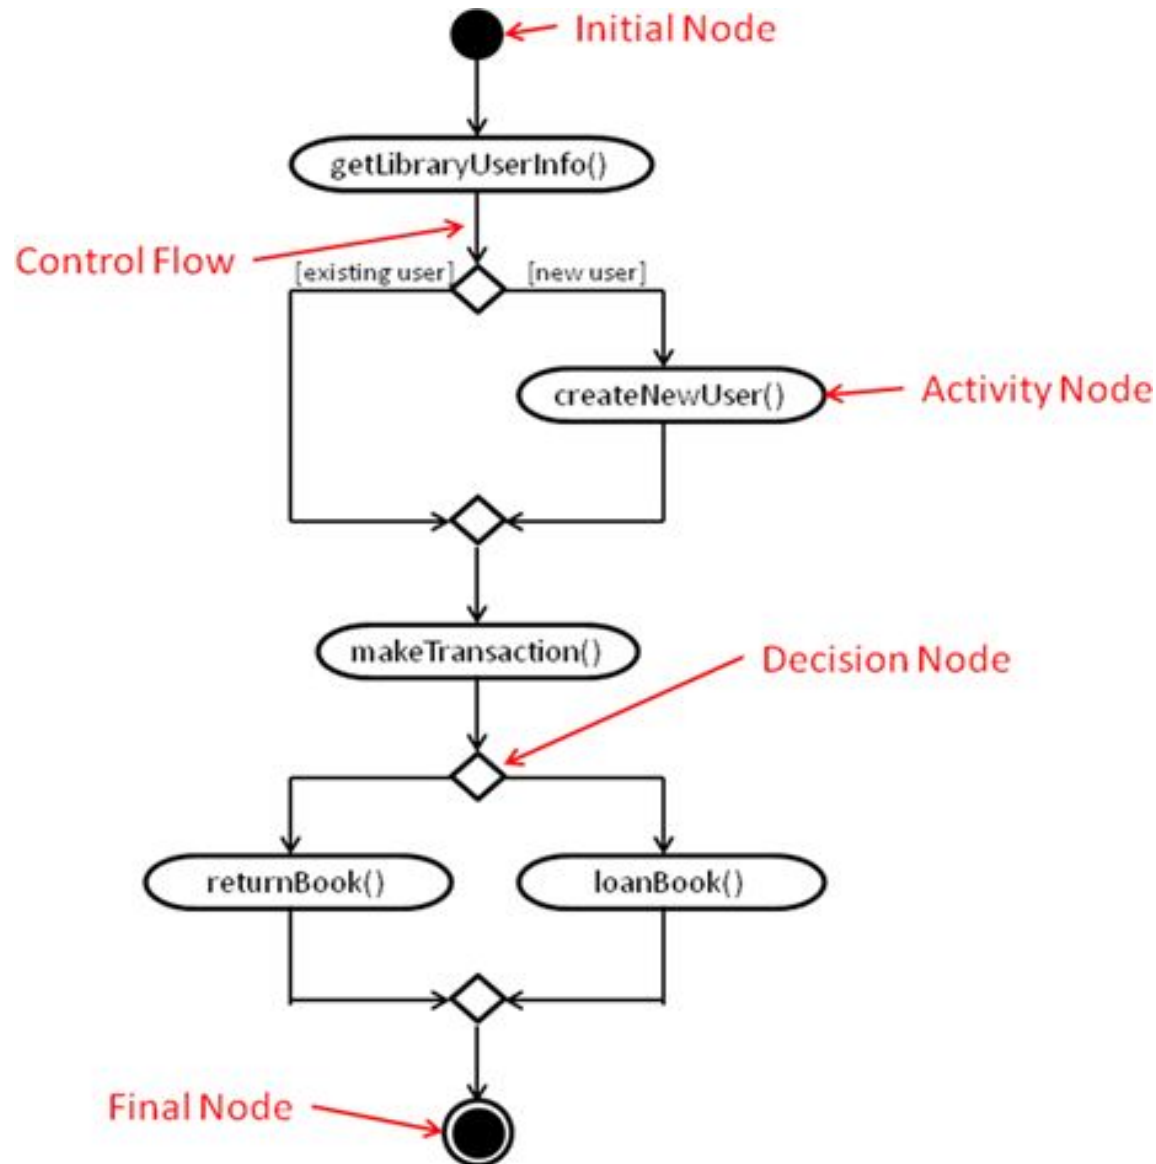 Initial Node
getLibraryUserInfo()
Control Flow
[existing user]
[new user]
createNewUser()
Activity Node
makeTransaction()
Decision Node
returnBook()
loanBook()
Final Node